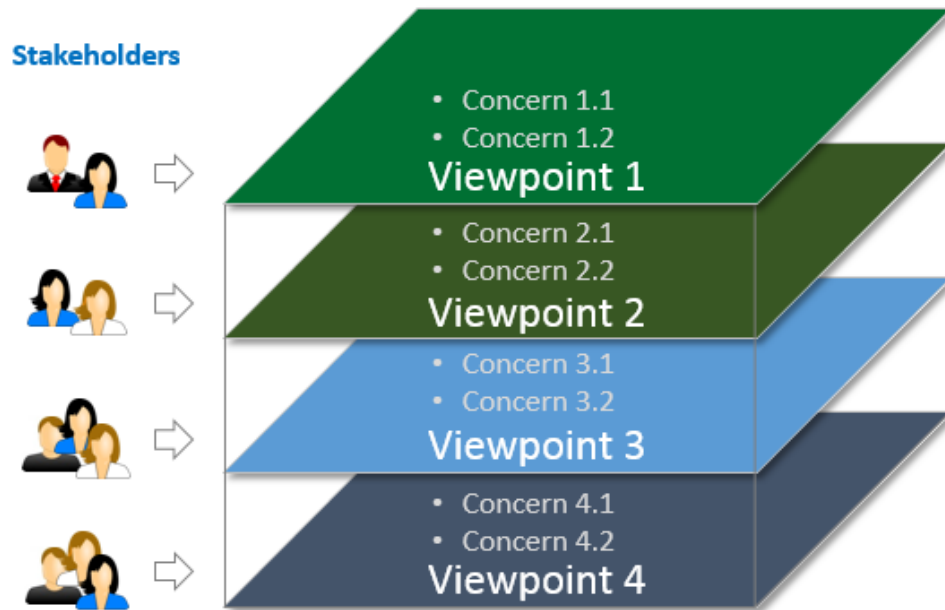 Stakeholders
• Concern 1.1
• Concern 1.2
Viewpoint 1
• Concern 2.1
• Concern 2.2
Viewpoint 2
• Concern 3.1
• Concern 3.2
Viewpoint 3
• Concern 4.1
• Concern 4.2
Viewpoint 4